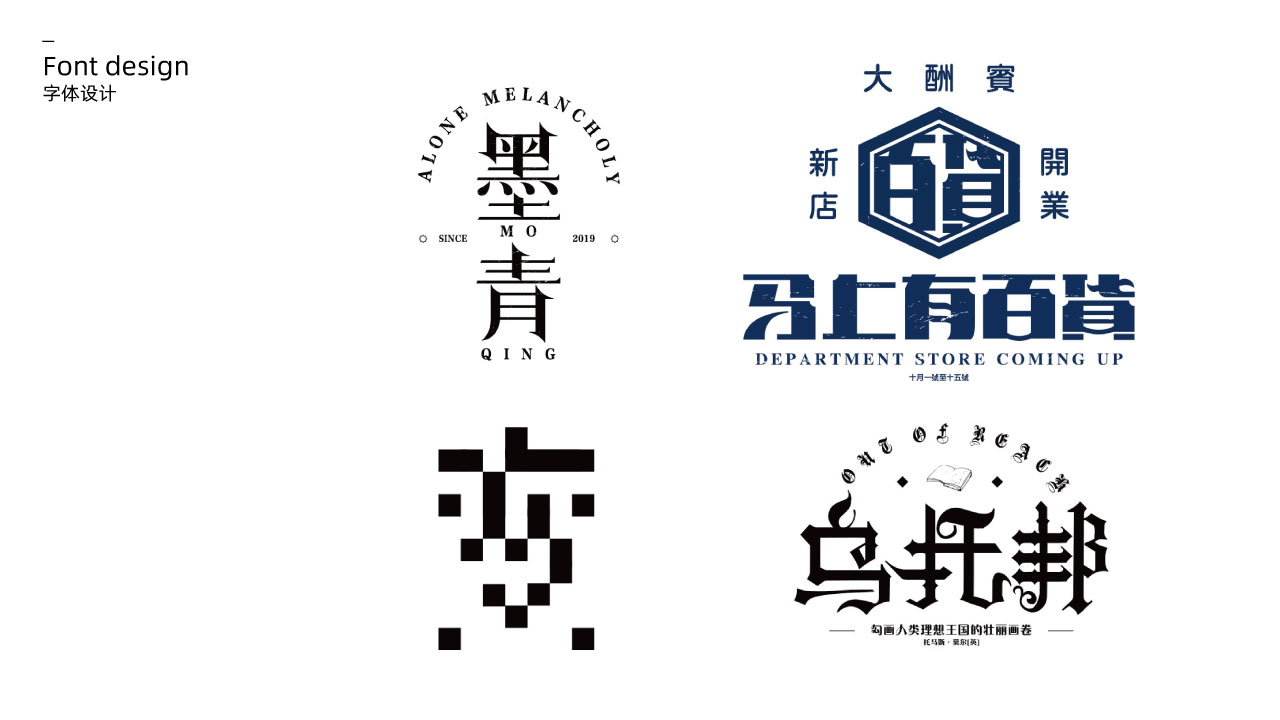 Font design
字体设计
ALONE MELANCHOLY
墨
MO
SINCE 2019
青
QING
大酬賓
新店
開業
百貨
马上有百貨
DEPARTMENT STORE COMING UP
十月一號至十五號
OUT OF REACH
乌托邦
勾画人类理想王国的壮丽画卷
托马斯·莫尔[英]